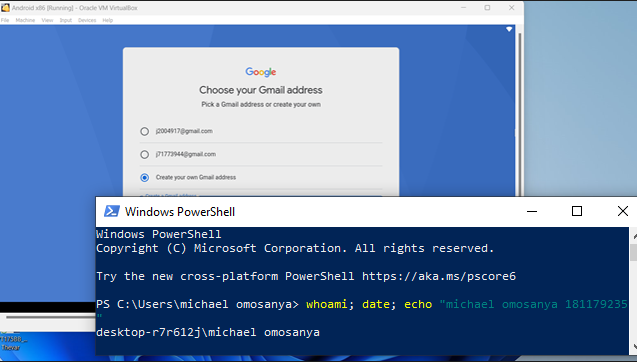 Android x86 [Running] - Oracle VM VirtualBox
File Machine View Input Devices Help
Google
Choose your Gmail address
Pick a Gmail address or create your own
j2004917@gmail.com
j71773944@gmail.com
Create your own Gmail address
Windows PowerShell
Windows PowerShell
Copyright (C) Microsoft Corporation. All rights reserved.
Try the new cross-platform PowerShell https://aka.ms/pscore6
PS C:\Users\michael omosanya> whoami; date; echo "michael omosanya 181179235
"
desktop-r7r612j\michael omosanya